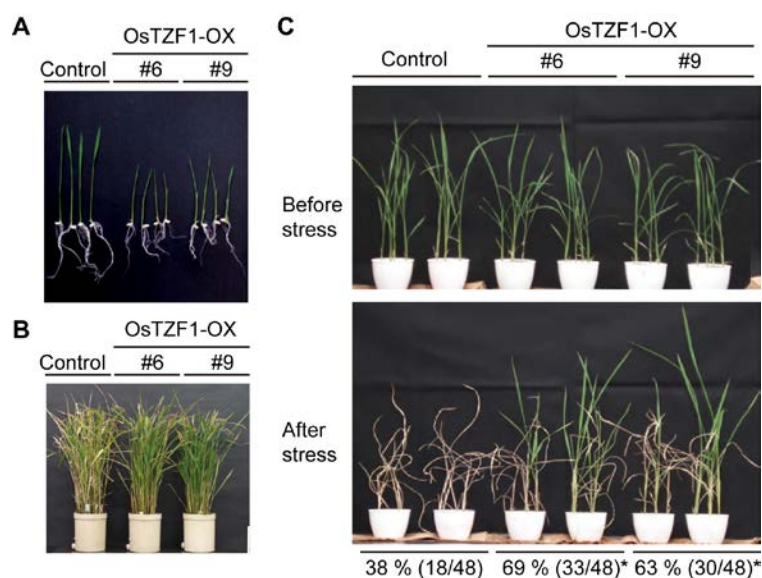 A
OsTZF1-OX
Control #6 #9
B
OsTZF1-OX
Control #6 #9
C
OsTZF1-OX
Control #6 #9
Before
stress
After
stress
38 % (18/48) 69 % (33/48)* 63 % (30/48)*